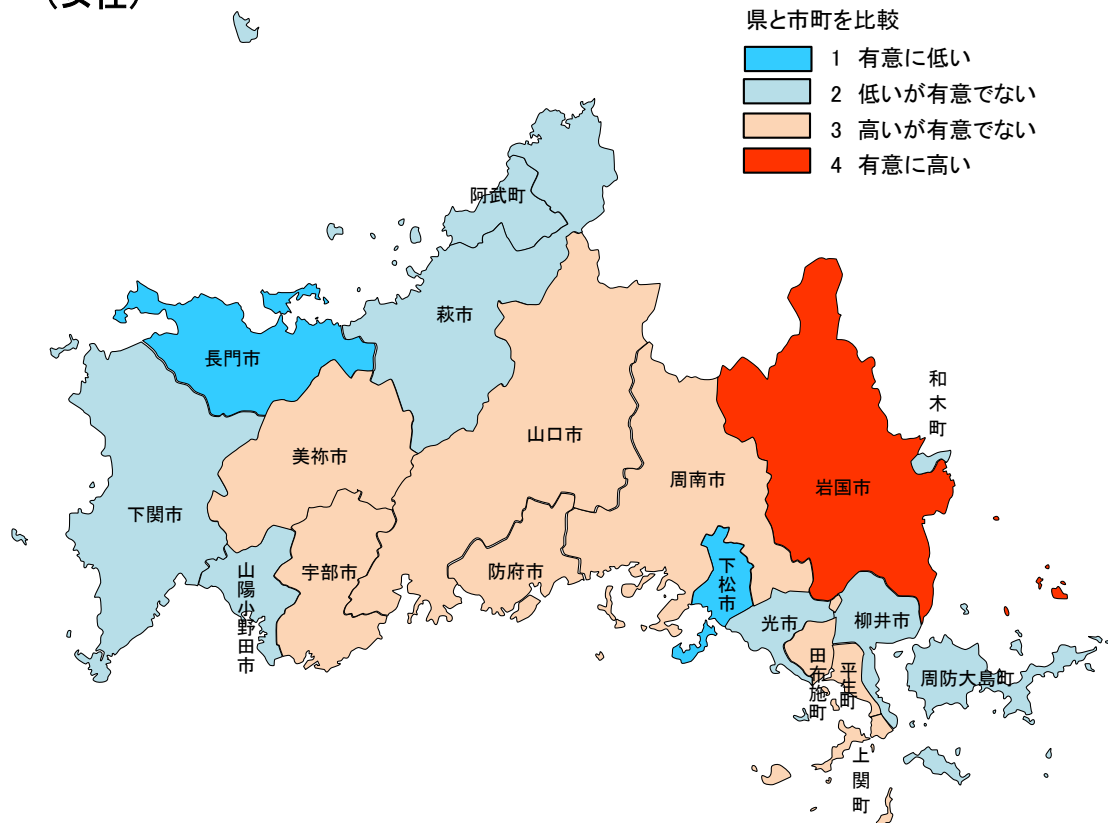 (女性)
県と市町を比較
1 有意に低い
2 低いが有意でない
3 高いが有意でない
4 有意に高い
阿武町
萩市
長門市
和木町
山口市
美祢市
周南市
岩国市
下関市
宇部市
防府市
山陽小野田市
下松市
光市
柳井市
田布施町
平生町
周防大島町
上関町